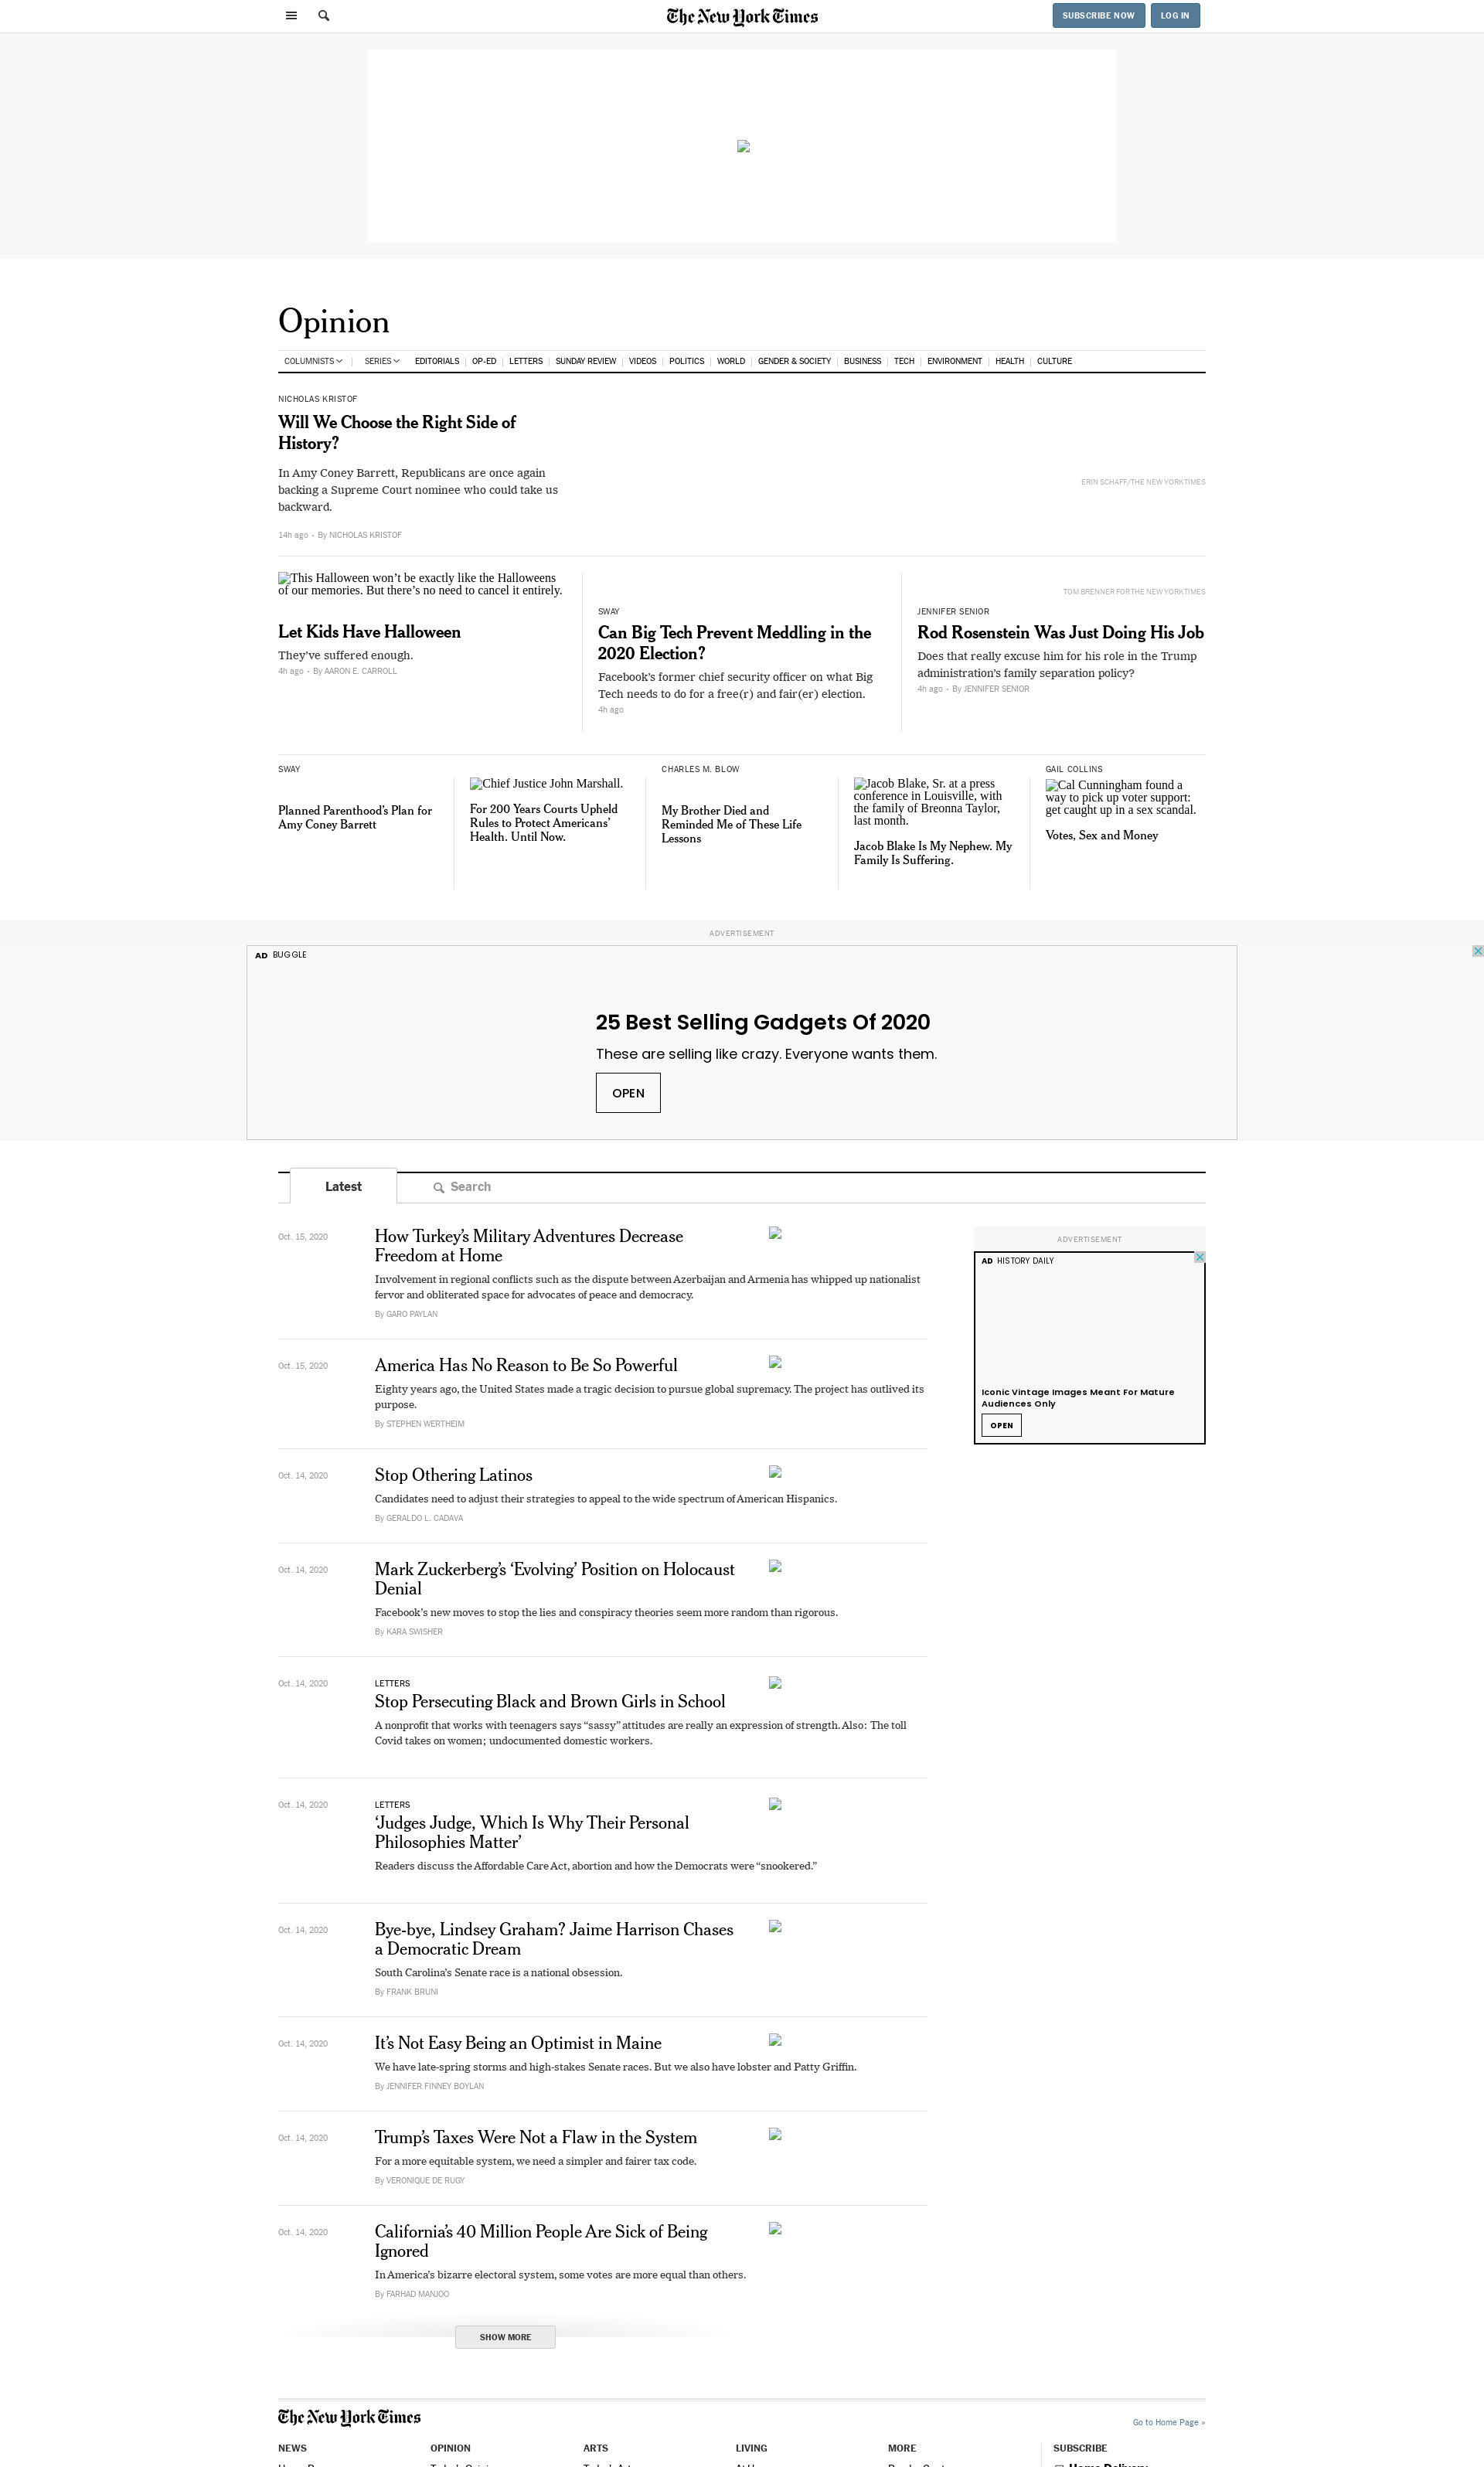 The New York Times
SUBSCRIBE NOW
LOG IN
Opinion
COLUMNISTS
SERIES
EDITORIALS
OP-ED
LETTERS
SUNDAY REVIEW
VIDEOS
POLITICS
WORLD
GENDER & SOCIETY
BUSINESS
TECH
ENVIRONMENT
HEALTH
CULTURE
NICHOLAS KRISTOF
Will We Choose the Right Side of
History?
In Amy Coney Barrett, Republicans are once again
backing a Supreme Court nominee who could take us
backward.
14h ago • By NICHOLAS KRISTOF
ERIN SCHAFF/THE NEW YORK TIMES
This Halloween won’t be exactly like the Halloweens
of our memories. But there’s no need to cancel it entirely.
Let Kids Have Halloween
They’ve suffered enough.
4h ago • By AARON E. CARROLL
SWAY
Can Big Tech Prevent Meddling in the
2020 Election?
Facebook’s former chief security officer on what Big
Tech needs to do for a free(r) and fair(er) election.
4h ago
TOM BRENNER FOR THE NEW YORK TIMES
JENNIFER SENIOR
Rod Rosenstein Was Just Doing His Job
Does that really excuse him for his role in the Trump
administration’s family separation policy?
4h ago • By JENNIFER SENIOR
SWAY
Planned Parenthood’s Plan for
Amy Coney Barrett
Chief Justice John Marshall.
For 200 Years Courts Upheld
Rules to Protect Americans’
Health. Until Now.
CHARLES M. BLOW
My Brother Died and
Reminded Me of These Life
Lessons
Jacob Blake, Sr. at a press
conference in Louisville, with
the family of Breonna Taylor,
last month.
Jacob Blake Is My Nephew. My
Family Is Suffering.
GAIL COLLINS
Cal Cunningham found a
way to pick up voter support:
get caught up in a sex scandal.
Votes, Sex and Money
ADVERTISEMENT
AD BUGGLE
25 Best Selling Gadgets Of 2020
These are selling like crazy. Everyone wants them.
OPEN
Latest
Search
Oct. 15, 2020
How Turkey’s Military Adventures Decrease
Freedom at Home
Involvement in regional conflicts such as the dispute between Azerbaijan and Armenia has whipped up nationalist
fervor and obliterated space for advocates of peace and democracy.
By GARO PAYLAN
ADVERTISEMENT
AD HISTORY DAILY
Iconic Vintage Images Meant For Mature
Audiences Only
OPEN
Oct. 15, 2020
America Has No Reason to Be So Powerful
Eighty years ago, the United States made a tragic decision to pursue global supremacy. The project has outlived its
purpose.
By STEPHEN WERTHEIM
Oct. 14, 2020
Stop Othering Latinos
Candidates need to adjust their strategies to appeal to the wide spectrum of American Hispanics.
By GERALDO L. CADAVA
Oct. 14, 2020
Mark Zuckerberg’s ‘Evolving’ Position on Holocaust
Denial
Facebook’s new moves to stop the lies and conspiracy theories seem more random than rigorous.
By KARA SWISHER
Oct. 14, 2020
LETTERS
Stop Persecuting Black and Brown Girls in School
A nonprofit that works with teenagers says “sassy” attitudes are really an expression of strength. Also: The toll
Covid takes on women; undocumented domestic workers.
Oct. 14, 2020
LETTERS
‘Judges Judge, Which Is Why Their Personal
Philosophies Matter’
Readers discuss the Affordable Care Act, abortion and how the Democrats were “snookered.”
Oct. 14, 2020
Bye-bye, Lindsey Graham? Jaime Harrison Chases
a Democratic Dream
South Carolina’s Senate race is a national obsession.
By FRANK BRUNI
Oct. 14, 2020
It’s Not Easy Being an Optimist in Maine
We have late-spring storms and high-stakes Senate races. But we also have lobster and Patty Griffin.
By JENNIFER FINNEY BOYLAN
Oct. 14, 2020
Trump’s Taxes Were Not a Flaw in the System
For a more equitable system, we need a simpler and fairer tax code.
By VERONIQUE DE RUGY
Oct. 14, 2020
California’s 40 Million People Are Sick of Being
Ignored
In America’s bizarre electoral system, some votes are more equal than others.
By FARHAD MANJOO
SHOW MORE
The New York Times
Go to Home Page »
NEWS
OPINION
ARTS
LIVING
MORE
SUBSCRIBE